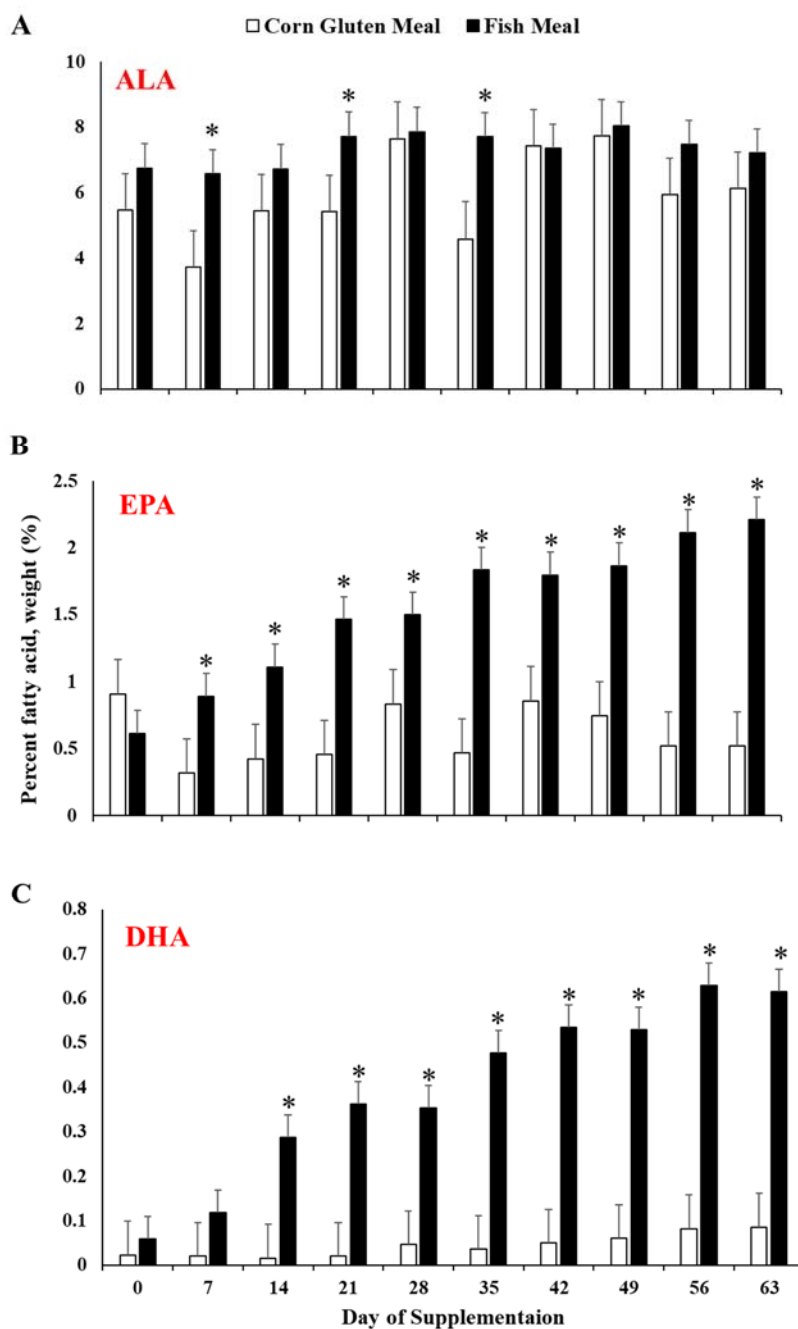 A
Corn Gluten Meal Fish Meal
ALA
10
8
6
4
2
0
* * *
B
EPA
Percent fatty acid, weight (%)
2.5
2
1.5
1
0.5
0
* * * * * * * * *
C
DHA
0.8
0.7
0.6
0.5
0.4
0.3
0.2
0.1
0
* * * * * * * *
0 7 14 21 28 35 42 49 56 63
Day of Supplementaion